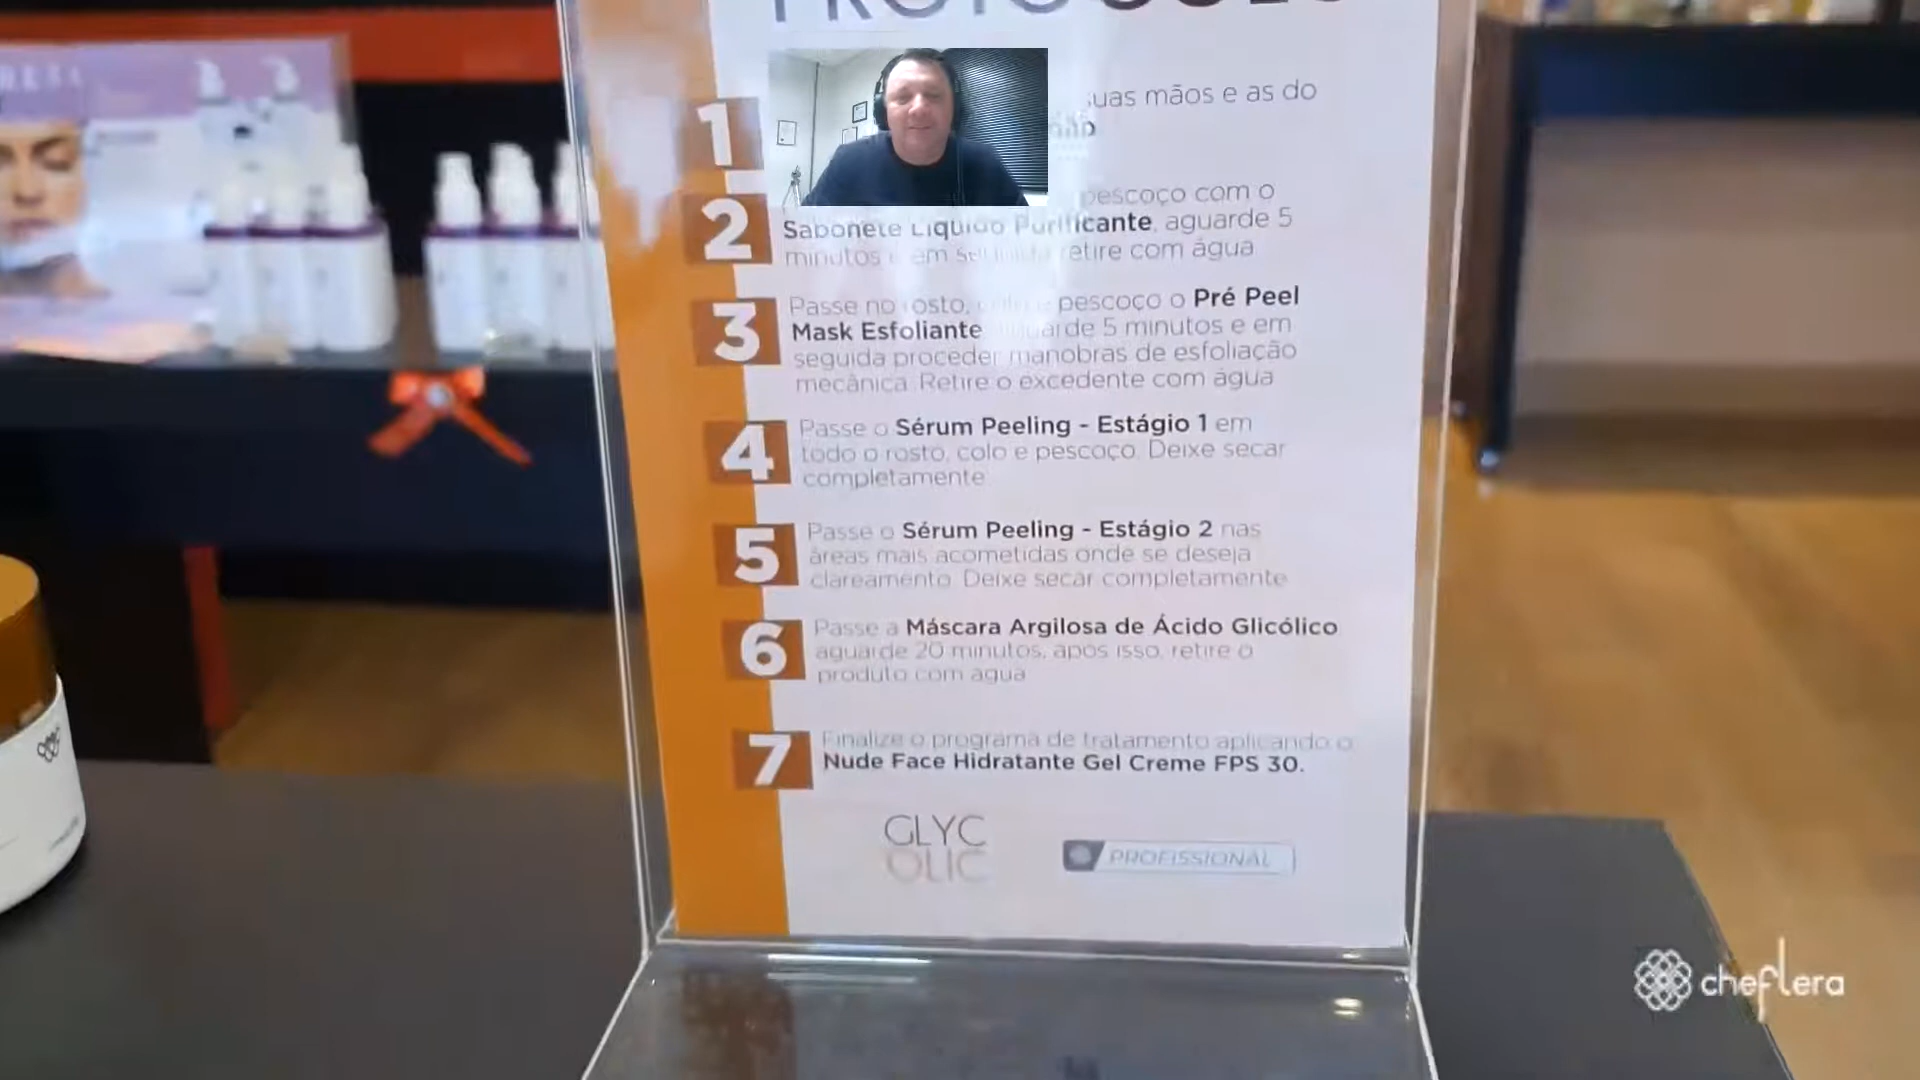 suas mãos e as do
pescoço com o
Sabonete Líquido Purificante, aguarde 5
minutos e em seguida retire com água
Passe no rosto, colo e pescoço o Pré Peel
Mask Esfoliante aguarde 5 minutos e em
seguida proceder manobras de esfoliação
mecânica. Retire o excedente com água
Passe o Sérum Peeling - Estágio 1 em
todo o rosto, colo e pescoço. Deixe secar
completamente
Passe o Sérum Peeling - Estágio 2 nas
áreas mais acometidas onde se deseja
clareamento. Deixe secar completamente
Passe a Máscara Argilosa de Ácido Glicólico
aguarde 20 minutos, após isso, retire o
produto com água
Finalize o programa de tratamento aplicando o
Nude Face Hidratante Gel Creme FPS 30.
1
2
3
4
5
6
7
GLYC
OLIC
PROFISSIONAL
cheflera